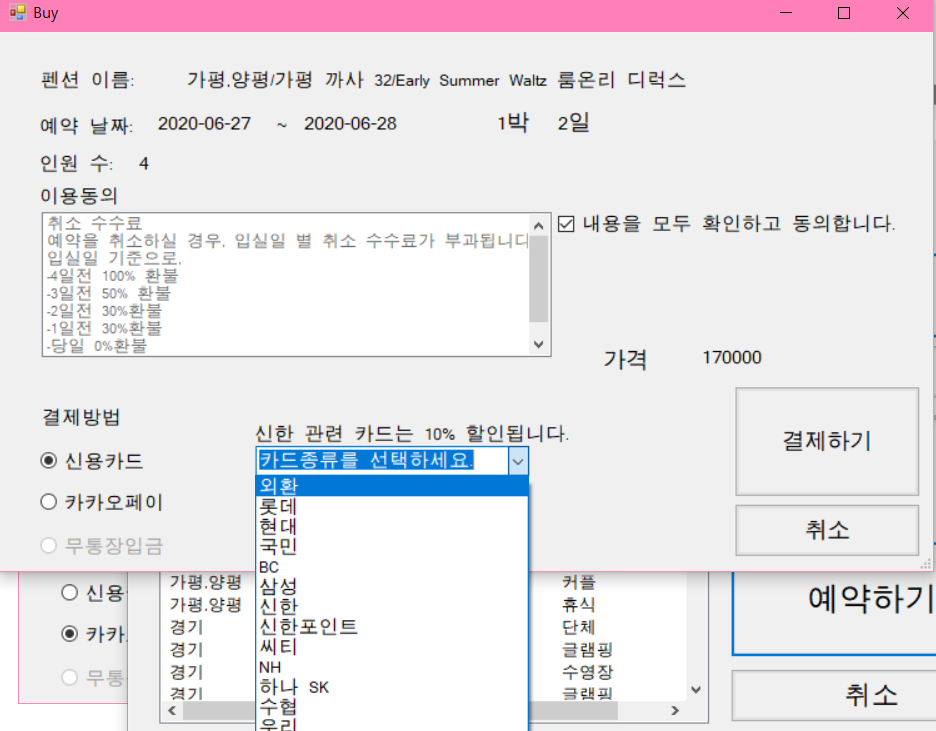 Buy
펜션 이름: 가평.양평/가평 까사 32/Early Summer Waltz 룸온리 디럭스
예약 날짜: 2020-06-27 ~ 2020-06-28 1박 2일
인원 수: 4
이용동의
취소 수수료
예약을 취소하실 경우, 입실일 별 취소 수수료가 부과됩니다
입실일 기준으로,
-4일전 100% 환불
-3일전 50% 환불
-2일전 30%환불
-1일전 30%환불
-당일 0%환불
내용을 모두 확인하고 동의합니다.
가격 170000
결제방법
신한 관련 카드는 10% 할인됩니다.
신용카드
카카오페이
무통장입금
카드종류를 선택하세요.
외환
롯데
현대
국민
BC
삼성
신한
신한포인트
씨티
NH
하나 SK
수협
우리
결제하기
취소
신용
카카
무통
가평.양평 커플
가평.양평 휴식
경기 단체
경기 글램핑
경기 수영장
경기 글램핑
예약하기
취소